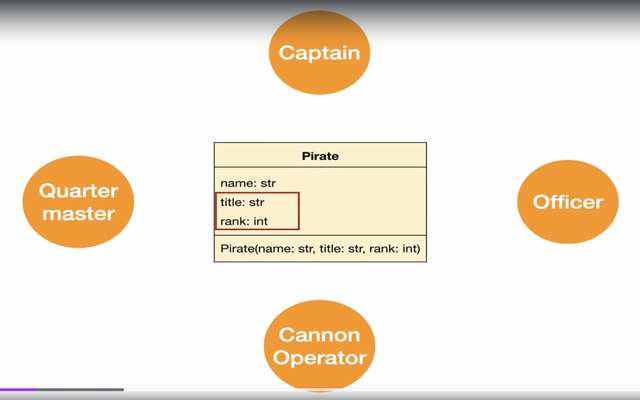 Captain
Quarter
master
Pirate
name: str
title: str
rank: int
Pirate(name: str, title: str, rank: int)
Officer
Cannon
Operator